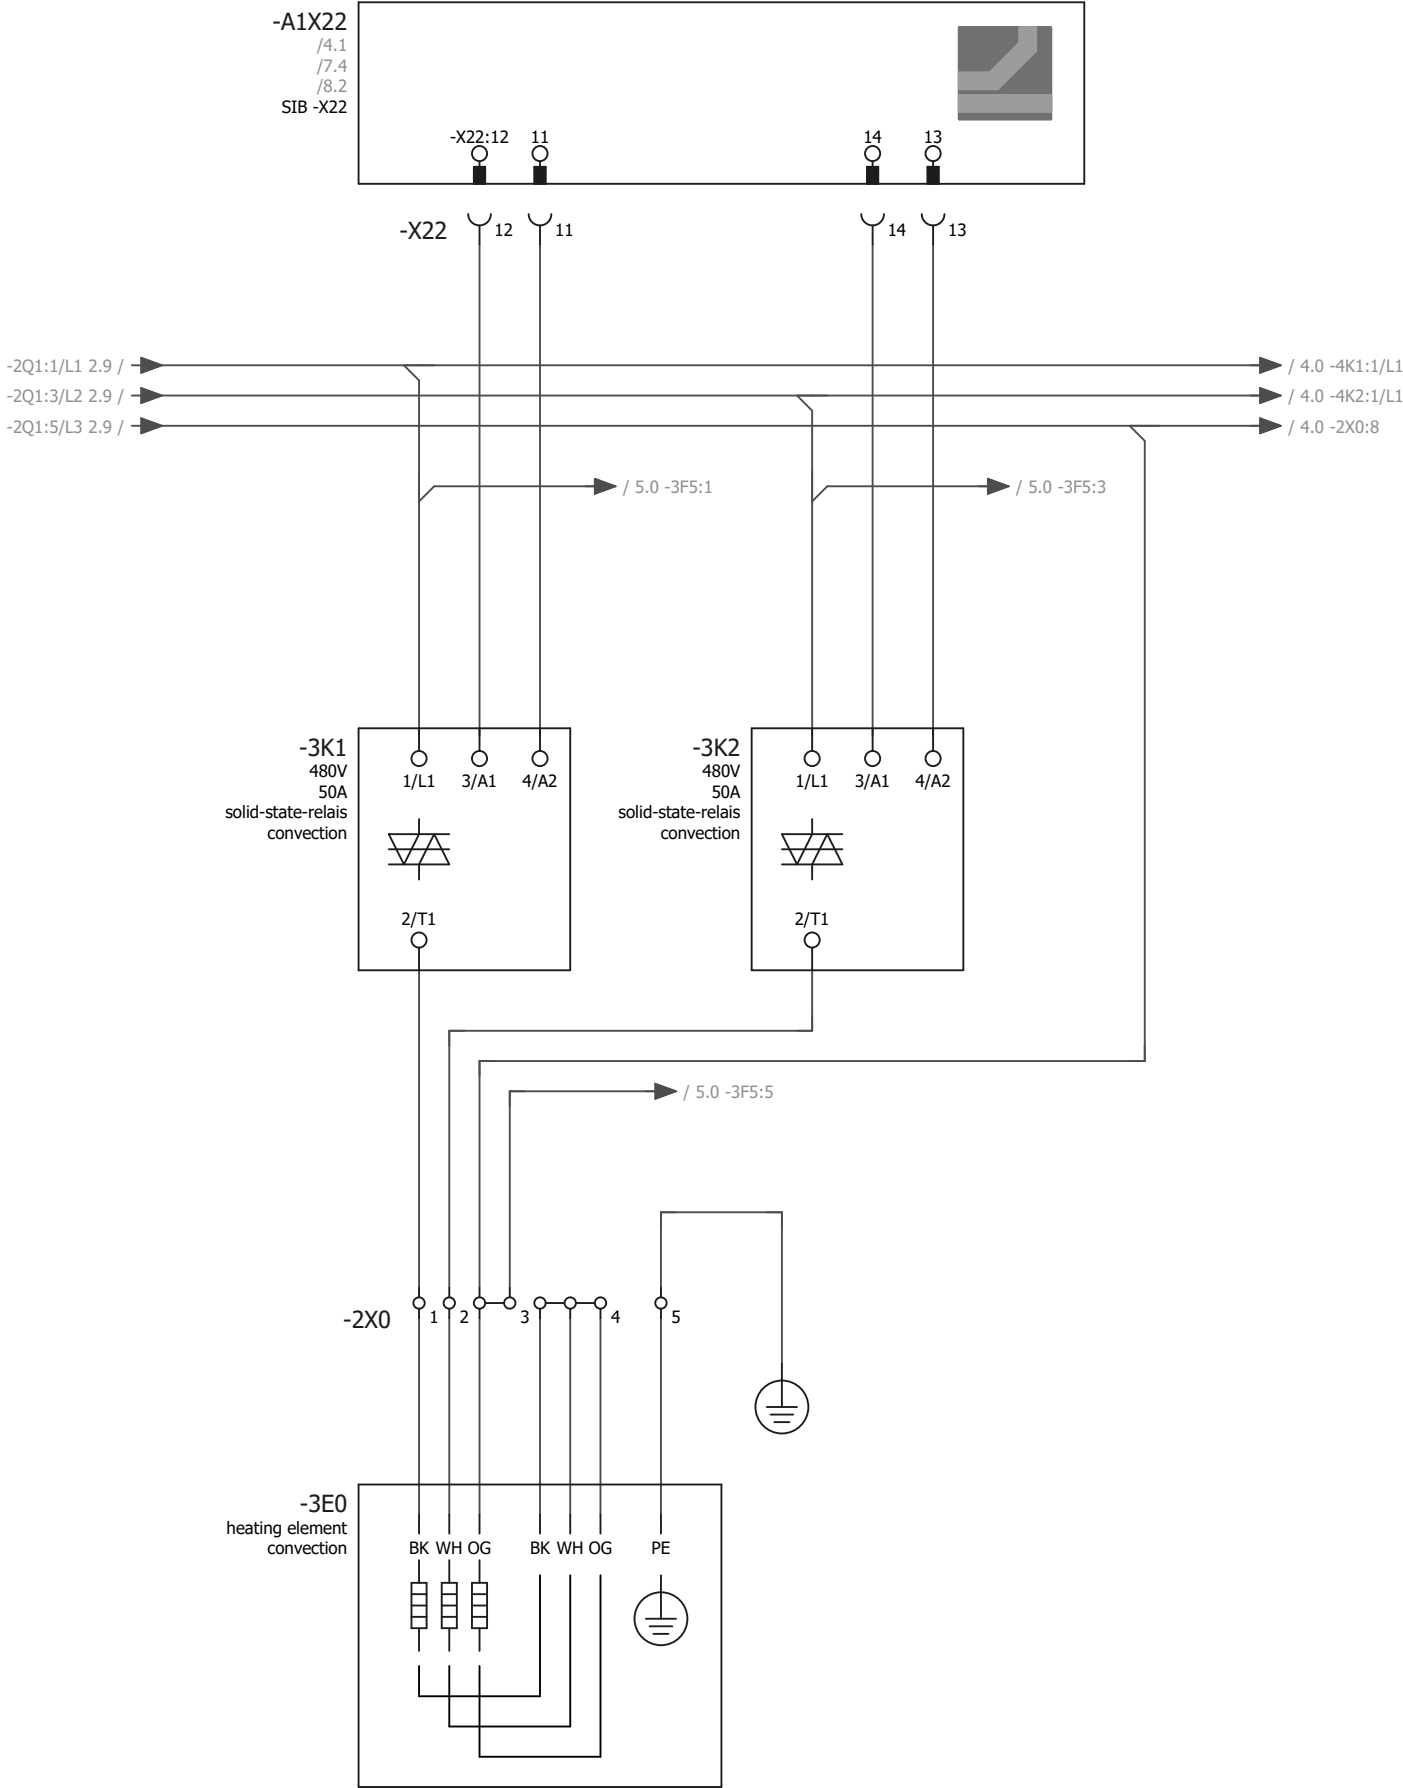 -A1X22
/4.1
/7.4
/8.2
SIB -X22
-X22:12 11 14 13
-X22 12 11 14 13
-2Q1:1/L1 2.9 / / 4.0 -4K1:1/L1
-2Q1:3/L2 2.9 / / 4.0 -4K2:1/L1
-2Q1:5/L3 2.9 / / 4.0 -2X0:8
/ 5.0 -3F5:1 / 5.0 -3F5:3
-3K1
480V
50A
solid-state-relais
convection
1/L1 3/A1 4/A2
2/T1
-3K2
480V
50A
solid-state-relais
convection
1/L1 3/A1 4/A2
2/T1
/ 5.0 -3F5:5
-2X0 1 2 3 4 5
-3E0
heating element
convection
BK WH OG BK WH OG PE